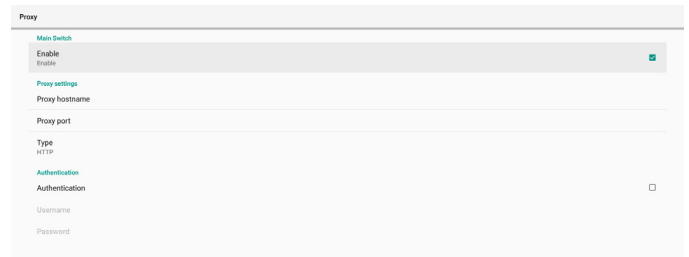 Proxy
Main Switch
Enable
Enable
Proxy settings
Proxy hostname
Proxy port
Type
HTTP
Authentication
Authentication
Username
Password